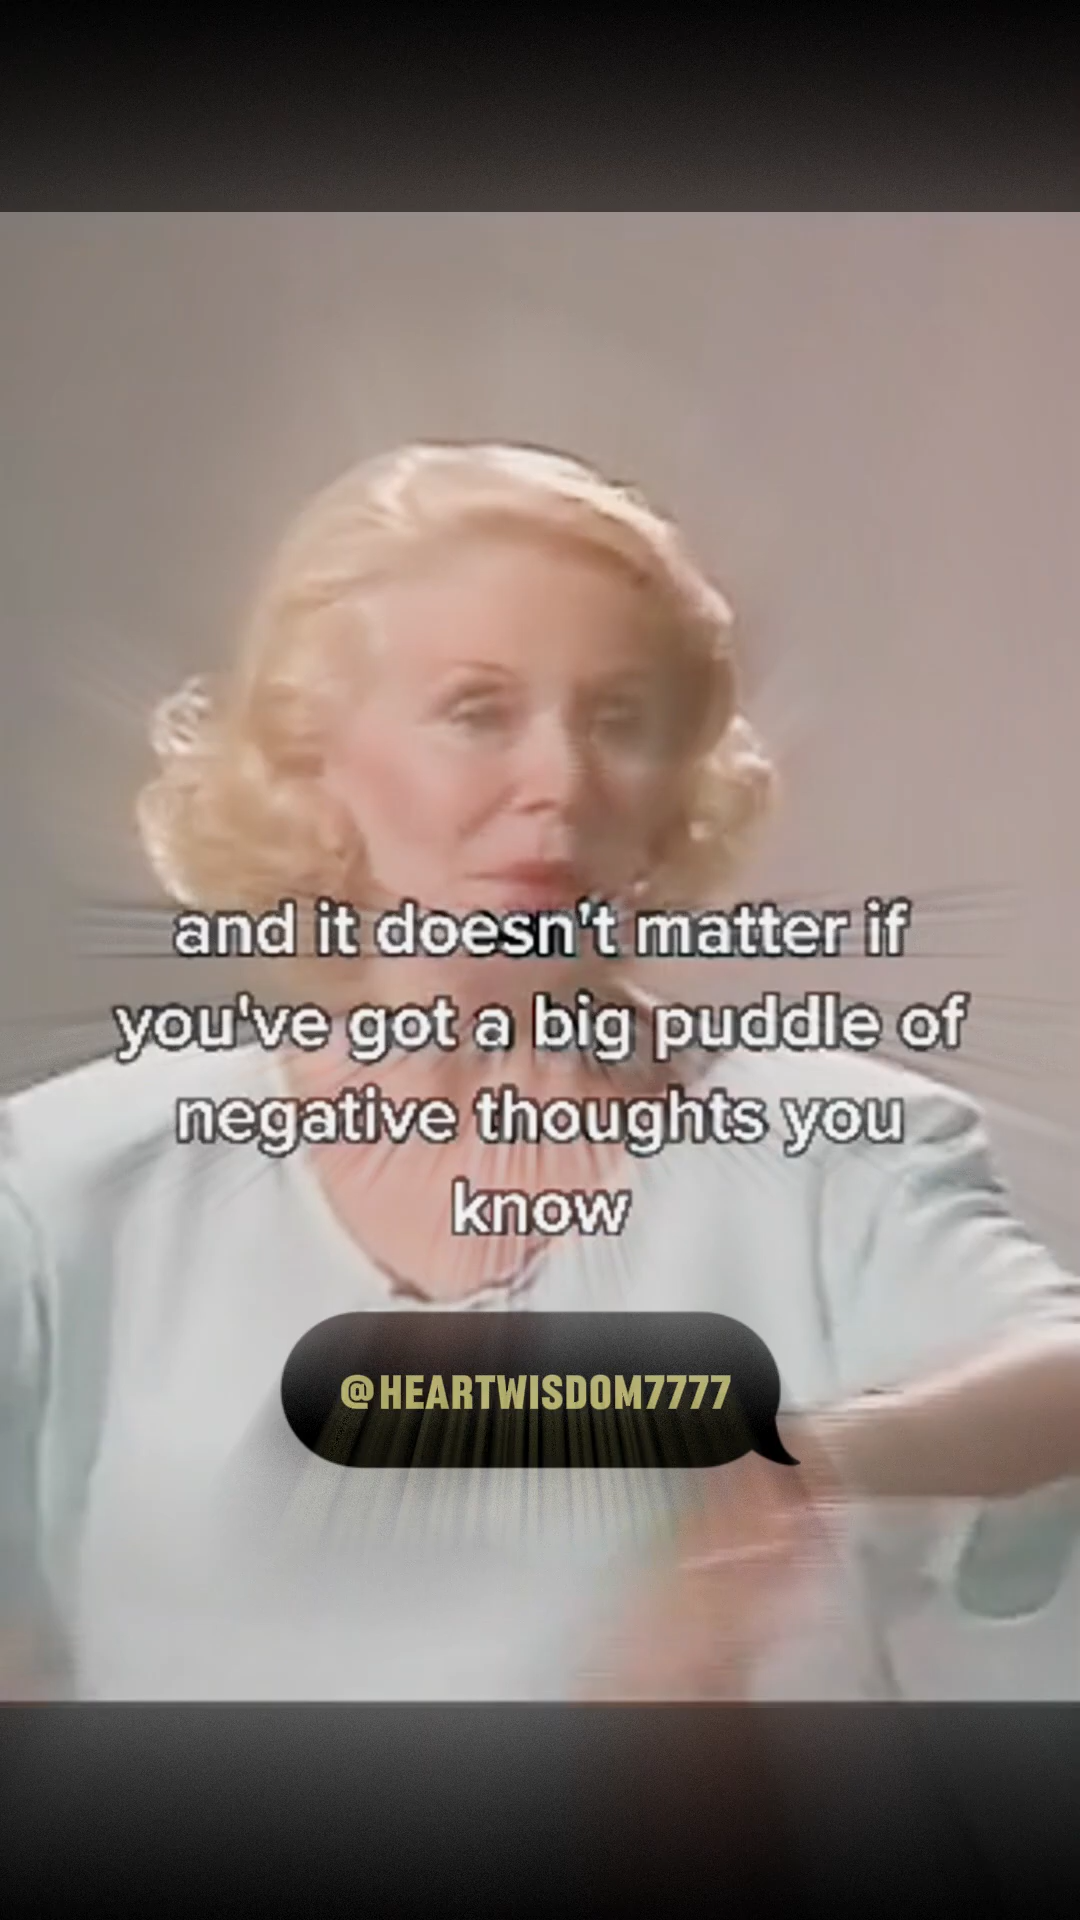 and it doesn't matter if
you've got a big puddle of
negative thoughts you
know
@HEARTWISDOM7777